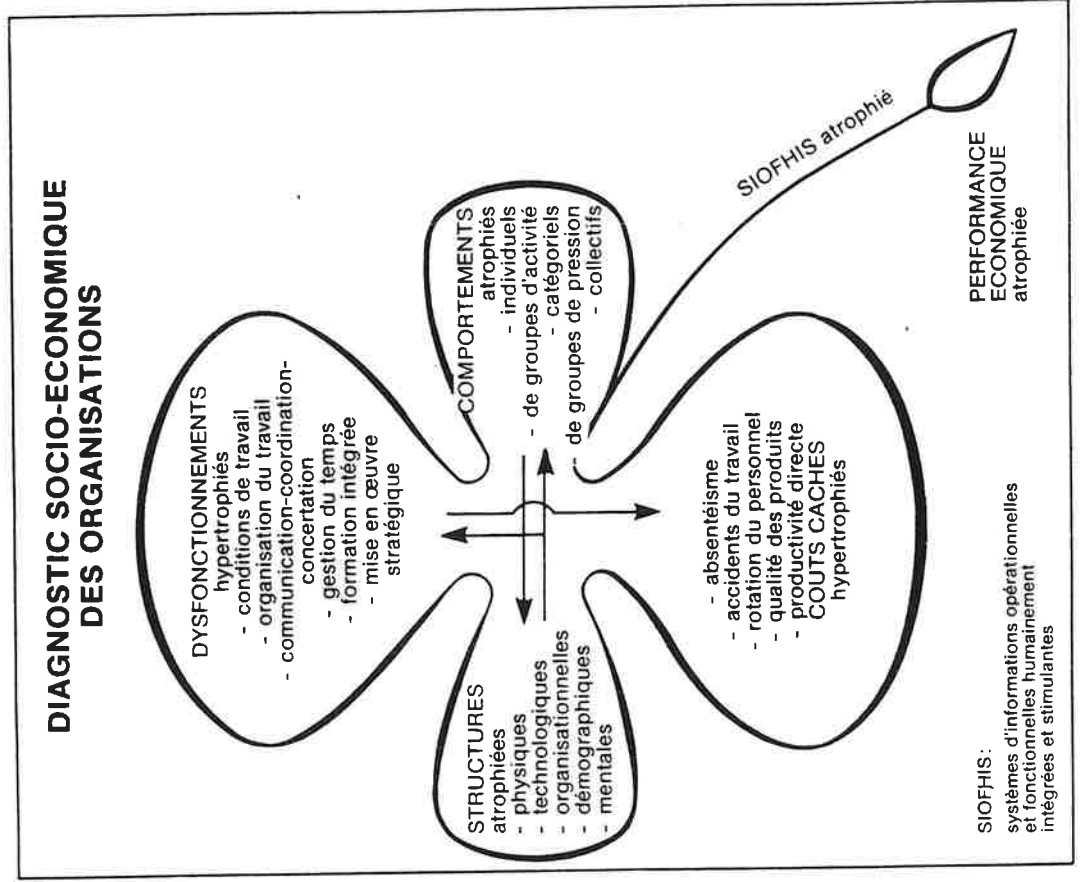 DIAGNOSTIC SOCIO-ECONOMIQUE
DES ORGANISATIONS
DYSFONCTIONNEMENTS
hypertrophiés
- conditions de travail
- organisation du travail
- communication-coordination-
concertation
- gestion du temps
- formation intégrée
- mise en œuvre
stratégique
STRUCTURES
atrophiées
- physiques
- technologiques
- organisationnelles
- démographiques
- mentales
COMPORTEMENTS
atrophiés
- individuels
- de groupes d'activité
- catégoriels
- de groupes de pression
- collectifs
- absentéisme
- accidents du travail
- rotation du personnel
- qualité des produits
- productivité directe
COUTS CACHES
hypertrophiés
SIOFHIS atrophié
PERFORMANCE
ECONOMIQUE
atrophiée
SIOFHIS:
systèmes d'informations opérationnelles
et fonctionnelles humainement
intégrées et stimulantes